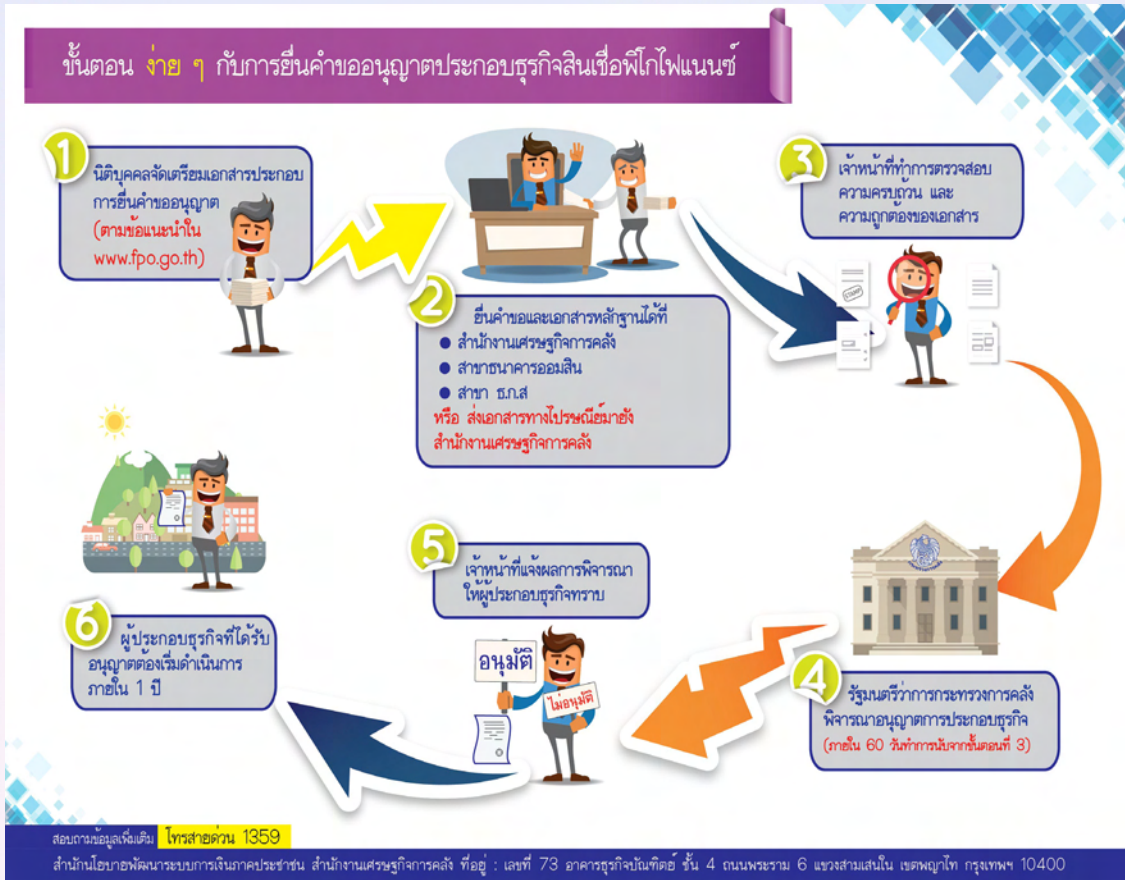 ขั้นตอน ง่าย ๆ กับการยื่นคำขออนุญาตประกอบธุรกิจสินเชื่อพิโกไฟแนนซ์
1
นิติบุคคลจัดเตรียมเอกสารประกอบ
การยื่นคำขออนุญาต
(ตามข้อแนะนำใน
www.fpo.go.th)
2
ยื่นคำขอและเอกสารหลักฐานได้ที่
● สำนักงานเศรษฐกิจการคลัง
● สาขาธนาคารออมสิน
● สาขา ธ.ก.ส
หรือ ส่งเอกสารทางไปรษณีย์มายัง
สำนักงานเศรษฐกิจการคลัง
3
เจ้าหน้าที่ทำการตรวจสอบ
ความครบถ้วน และ
ความถูกต้องของเอกสาร
STAMP
4
รัฐมนตรีว่าการกระทรวงการคลัง
พิจารณาอนุญาตการประกอบธุรกิจ
(ภายใน 60 วันทำการนับจากขั้นตอนที่ 3)
5
เจ้าหน้าที่แจ้งผลการพิจารณา
ให้ผู้ประกอบธุรกิจทราบ
อนุมัติ
ไม่อนุมัติ
6
ผู้ประกอบธุรกิจที่ได้รับ
อนุญาตต้องเริ่มดำเนินการ
ภายใน 1 ปี
สอบถามข้อมูลเพิ่มเติม โทรสายด่วน 1359
สำนักนโยบายพัฒนาระบบการเงินภาคประชาชน สำนักงานเศรษฐกิจการคลัง ที่อยู่ : เลขที่ 73 อาคารธุรกิจบัณฑิตย์ ชั้น 4 ถนนพระราม 6 แขวงสามเสนใน เขตพญาไท กรุงเทพฯ 10400